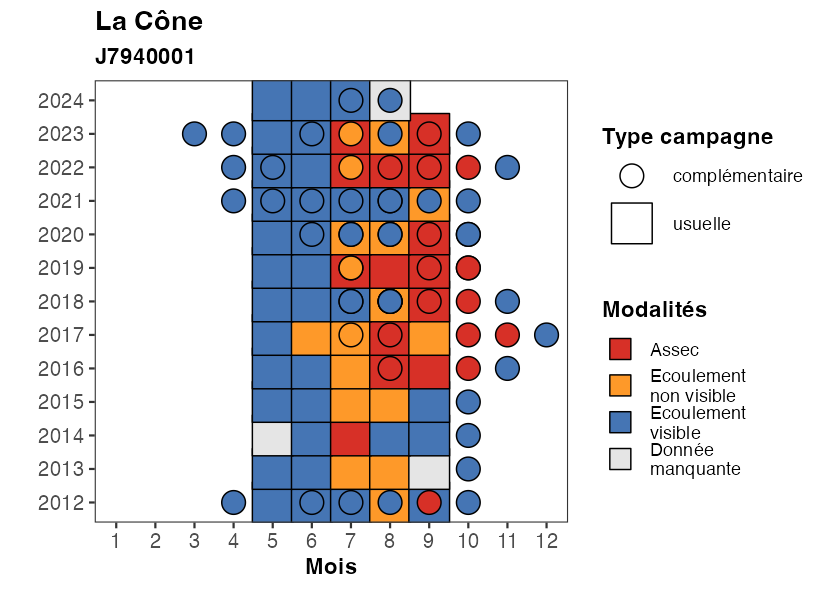 La Cône
J7940001
2024
2023
2022
2021
2020
2019
2018
2017
2016
2015
2014
2013
2012
1 2 3 4 5 6 7 8 9 10 11 12
Mois
Type campagne
complémentaire
usuelle
Modalités
Assec
Ecoulement
non visible
Ecoulement
visible
Donnée
manquante